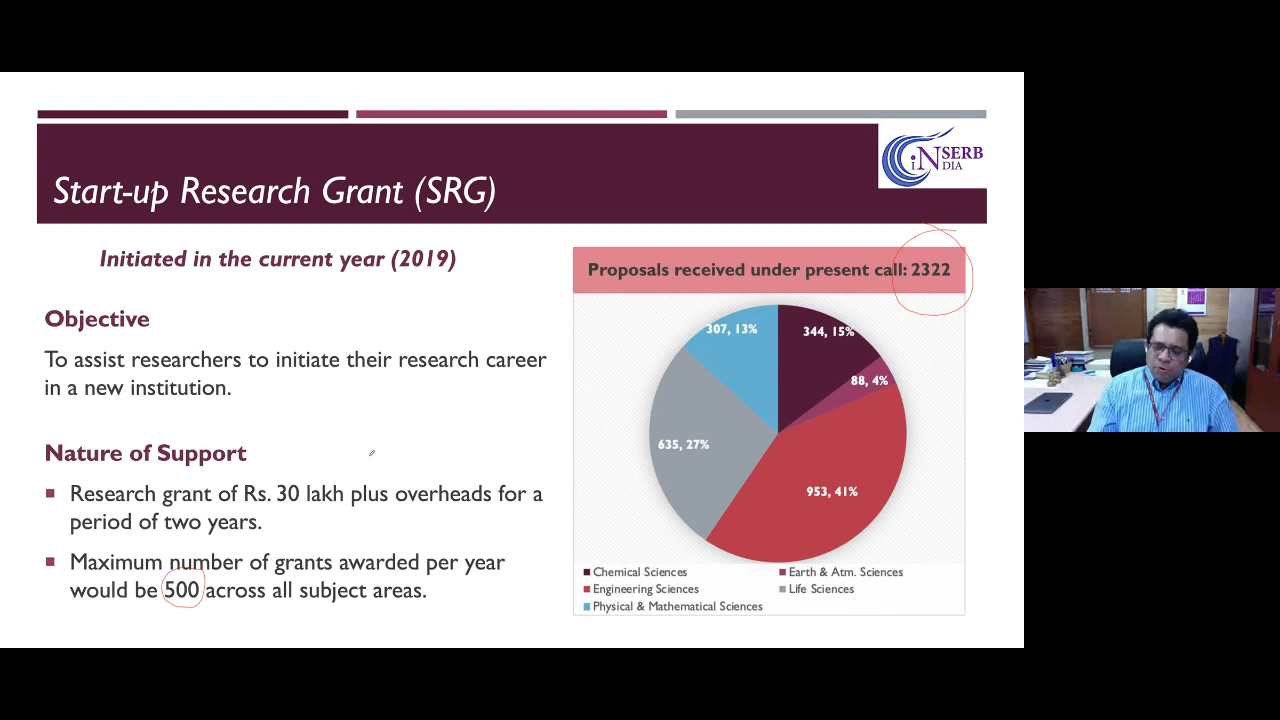 Start-up Research Grant (SRG)
iN SERB
DIA
Initiated in the current year (2019)
Objective
To assist researchers to initiate their research career
in a new institution.
Nature of Support
Research grant of Rs. 30 lakh plus overheads for a
period of two years.
Maximum number of grants awarded per year
would be 500 across all subject areas.
Proposals received under present call: 2322
307, 13%
344, 15%
88, 4%
635, 27%
953, 41%
Chemical Sciences
Earth & Atm. Sciences
Engineering Sciences
Life Sciences
Physical & Mathematical Sciences